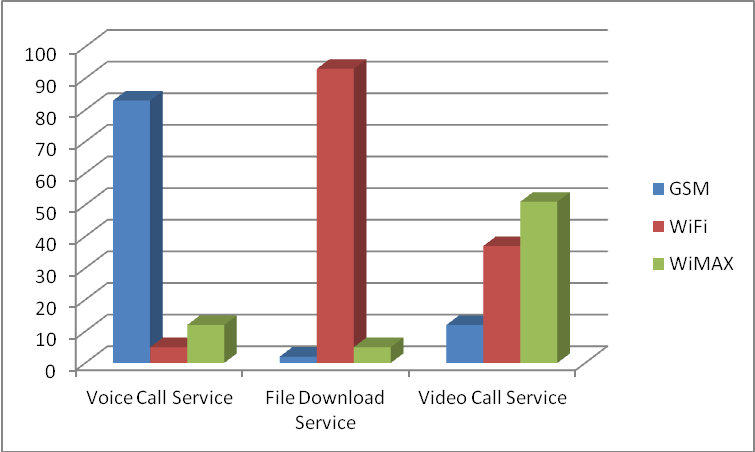 100
90
80
70
60
50
40
30
20
10
0
Voice Call Service
File Download
Service
Video Call Service
GSM
WiFi
WiMAX